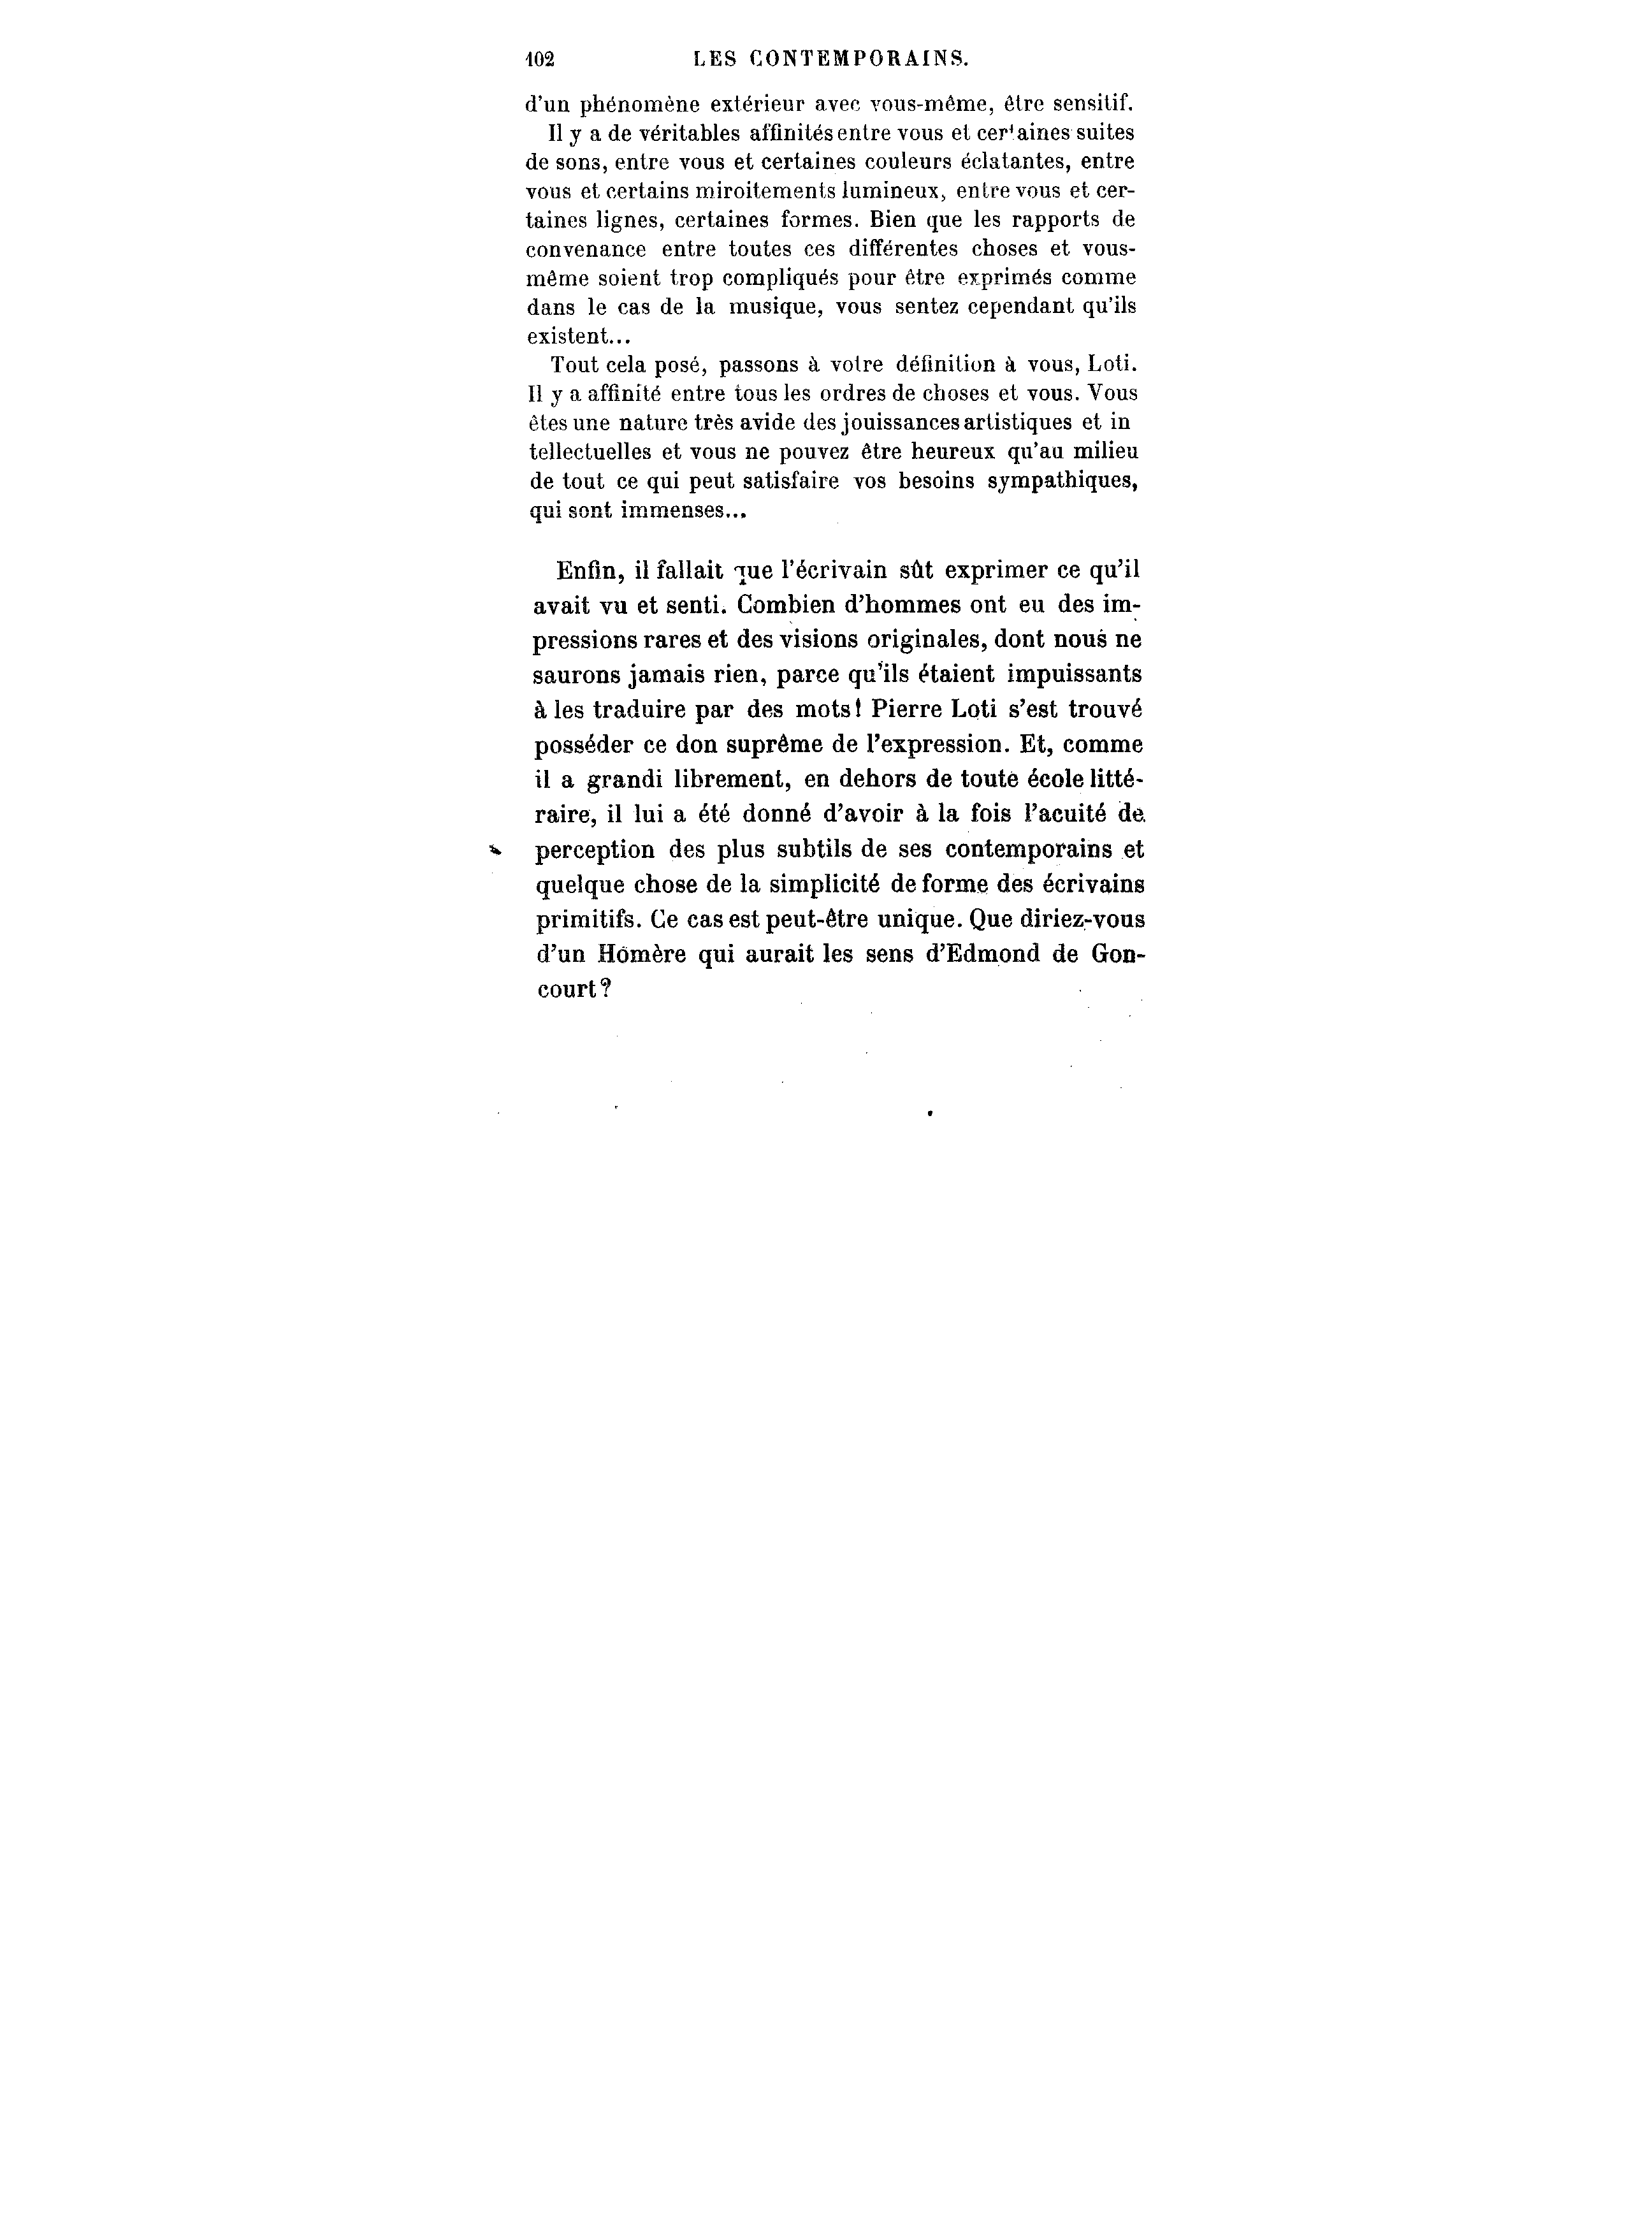 102 LES CONTEMPORAINS.
d'un phénomène extérieur avec vous-même, être sensitif.
Il y a de véritables affinités entre vous et certaines suites
de sons, entre vous et certaines couleurs éclatantes, entre
vous et certains miroitements lumineux, entre vous et cer-
taines lignes, certaines formes. Bien que les rapports de
convenance entre toutes ces différentes choses et vous-
même soient trop compliqués pour être exprimés comme
dans le cas de la musique, vous sentez cependant qu'ils
existent...
Tout cela posé, passons à votre définition à vous, Loti.
Il y a affinité entre tous les ordres de choses et vous. Vous
êtes une nature très avide des jouissances artistiques et in
tellectuelles et vous ne pouvez être heureux qu'au milieu
de tout ce qui peut satisfaire vos besoins sympathiques,
qui sont immenses...
Enfin, il fallait que l'écrivain sût exprimer ce qu'il
avait vu et senti. Combien d'hommes ont eu des im-
pressions rares et des visions originales, dont nous ne
saurons jamais rien, parce qu'ils étaient impuissants
à les traduire par des mots! Pierre Loti s'est trouvé
posséder ce don suprême de l'expression. Et, comme
il a grandi librement, en dehors de toute école litté-
raire, il lui a été donné d'avoir à la fois l'acuité de
perception des plus subtils de ses contemporains et
quelque chose de la simplicité de forme des écrivains
primitifs. Ce cas est peut-être unique. Que diriez-vous
d'un Homère qui aurait les sens d'Edmond de Gon-
court?